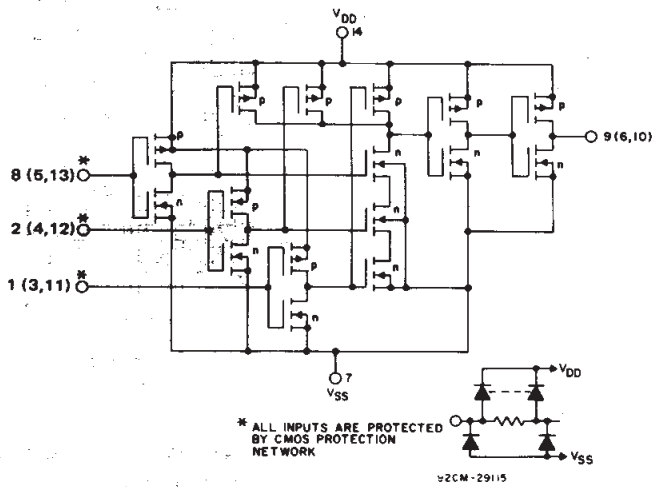 VDD
14
p
p
p
p
p
p
n
n
n
9 (6,10)
*
8 (5,13)
n
p
*
2 (4,12)
n
n
p
*
1 (3,11)
n
n
7
VSS
VDD
* ALL INPUTS ARE PROTECTED
BY CMOS PROTECTION
NETWORK
VSS
92CM-29115